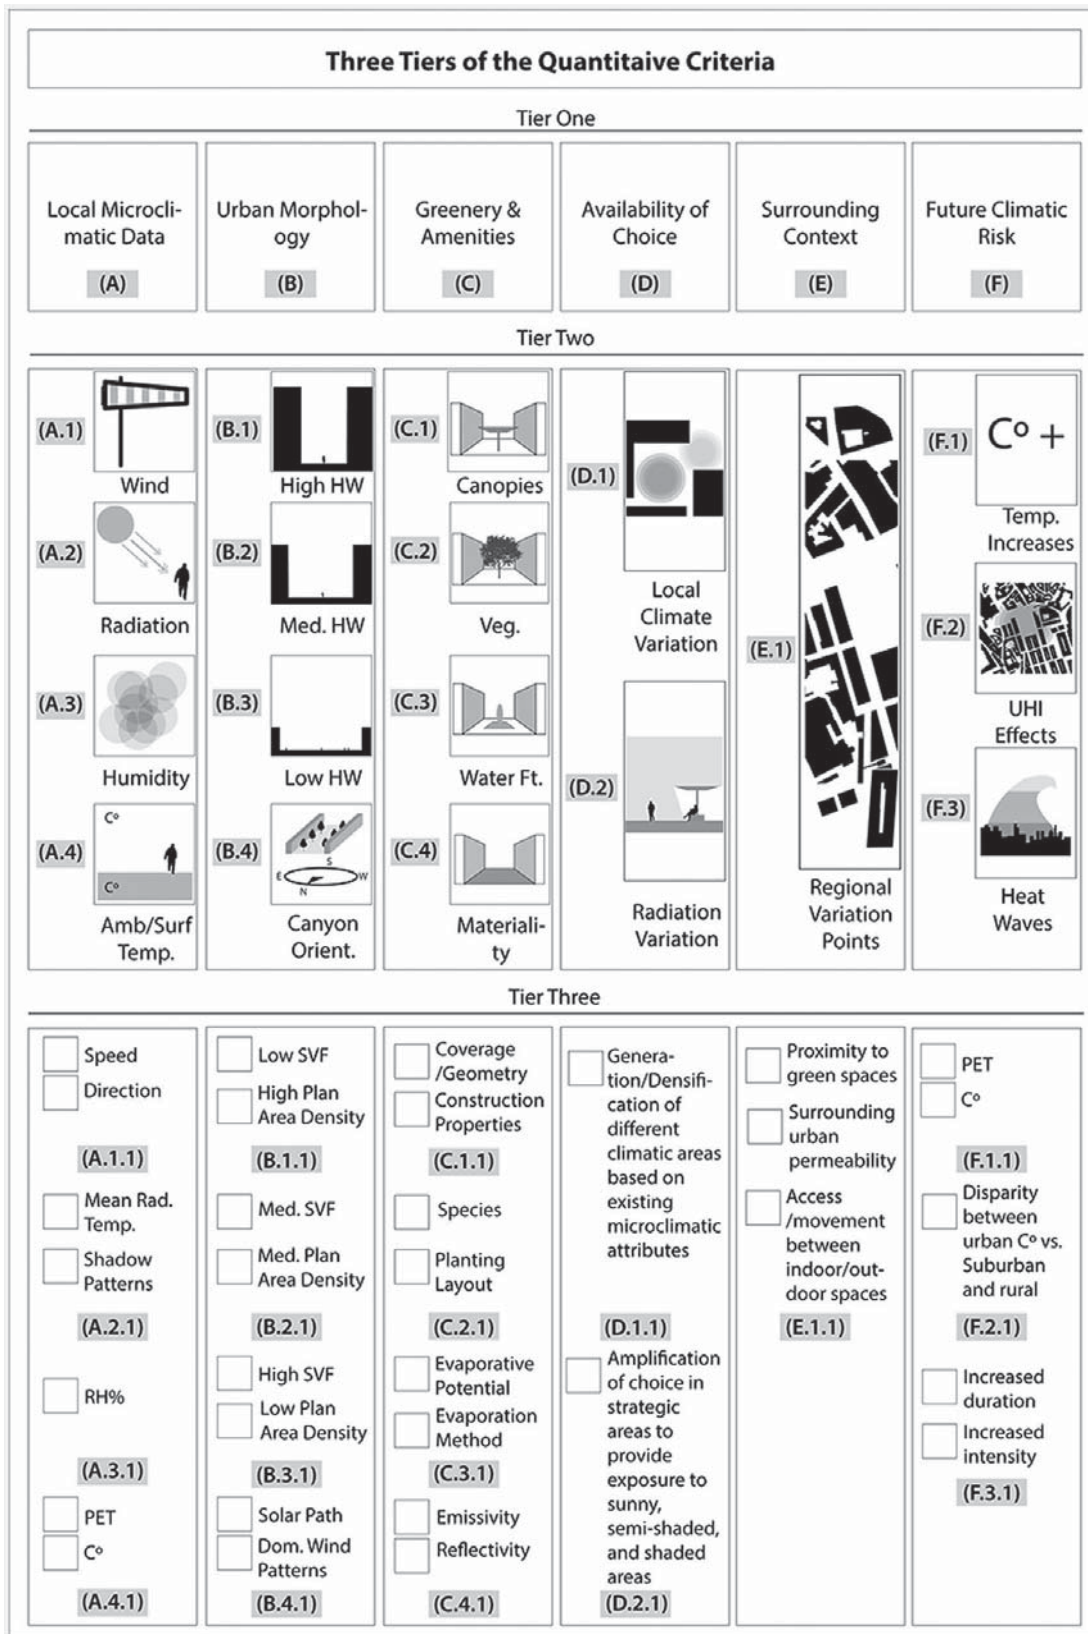 Three Tiers of the Quantitaive Criteria
Tier One
Local Microcli-
matic Data
(A)
Urban Morphol-
ogy
(B)
Greenery &
Amenities
(C)
Availability of
Choice
(D)
Surrounding
Context
(E)
Future Climatic
Risk
(F)
Tier Two
(A.1)
Wind
(A.2)
Radiation
(A.3)
Humidity
(A.4)
Cº
Cº
Amb/Surf
Temp.
(B.1)
High HW
(B.2)
Med. HW
(B.3)
Low HW
(B.4)
S
E
W
N
Canyon
Orient.
(C.1)
Canopies
(C.2)
Veg.
(C.3)
Water Ft.
(C.4)
Materiali-
ty
(D.1)
Local
Climate
Variation
(D.2)
Radiation
Variation
(E.1)
Regional
Variation
Points
(F.1)
Cº +
Temp.
Increases
(F.2)
UHI
Effects
(F.3)
Heat
Waves
Tier Three
Speed
Direction
(A.1.1)
Mean Rad.
Temp.
Shadow
Patterns
(A.2.1)
RH%
(A.3.1)
PET
Cº
(A.4.1)
Low SVF
High Plan
Area Density
(B.1.1)
Med. SVF
Med. Plan
Area Density
(B.2.1)
High SVF
Low Plan
Area Density
(B.3.1)
Solar Path
Dom. Wind
Patterns
(B.4.1)
Coverage
/Geometry
Construction
Properties
(C.1.1)
Species
Planting
Layout
(C.2.1)
Evaporative
Potential
Evaporation
Method
(C.3.1)
Emissivity
Reflectivity
(C.4.1)
Genera-
tion/Densifi-
cation of
different
climatic areas
based on
existing
microclimatic
attributes
(D.1.1)
Amplification
of choice in
strategic
areas to
provide
exposure to
sunny,
semi-shaded,
and shaded
areas
(D.2.1)
Proximity to
green spaces
Surrounding
urban
permeability
Access
/movement
between
indoor/out-
door spaces
(E.1.1)
PET
Cº
(F.1.1)
Disparity
between
urban Cº vs.
Suburban
and rural
(F.2.1)
Increased
duration
Increased
intensity
(F.3.1)